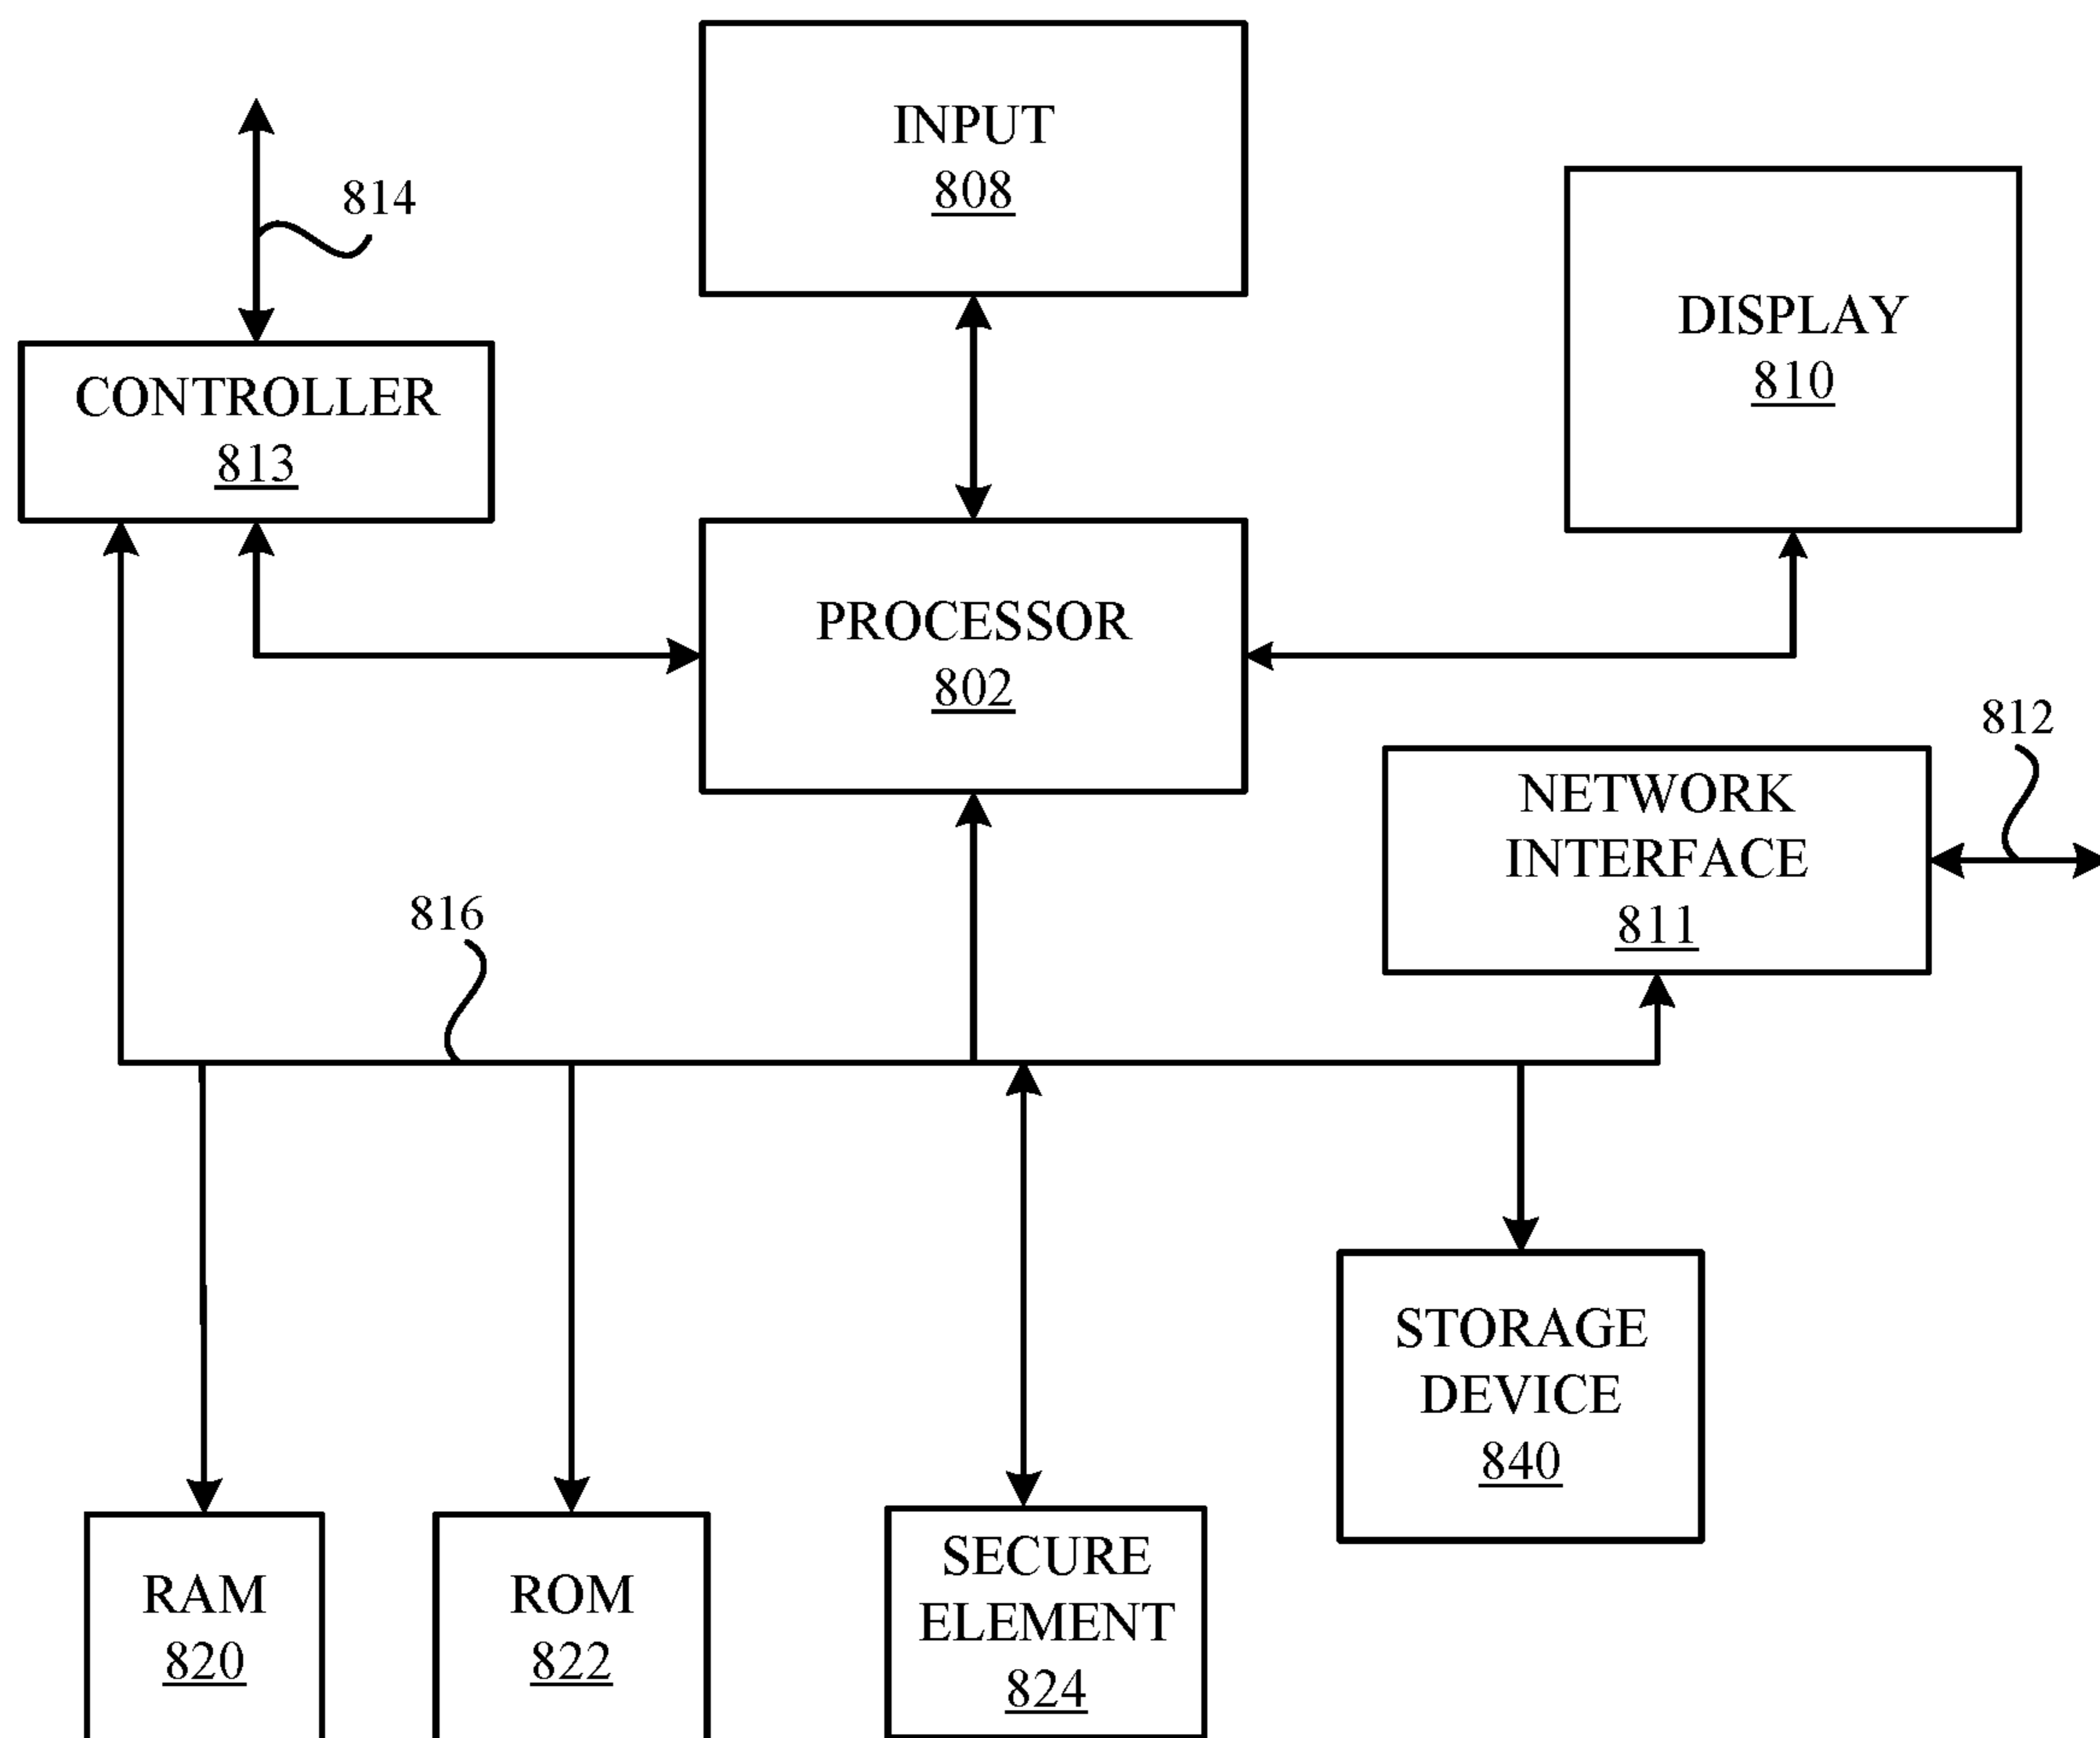 INPUT
808
814
DISPLAY
810
CONTROLLER
813
PROCESSOR
802
812
NETWORK
INTERFACE
811
816
STORAGE
DEVICE
840
RAM
820
ROM
822
SECURE
ELEMENT
824